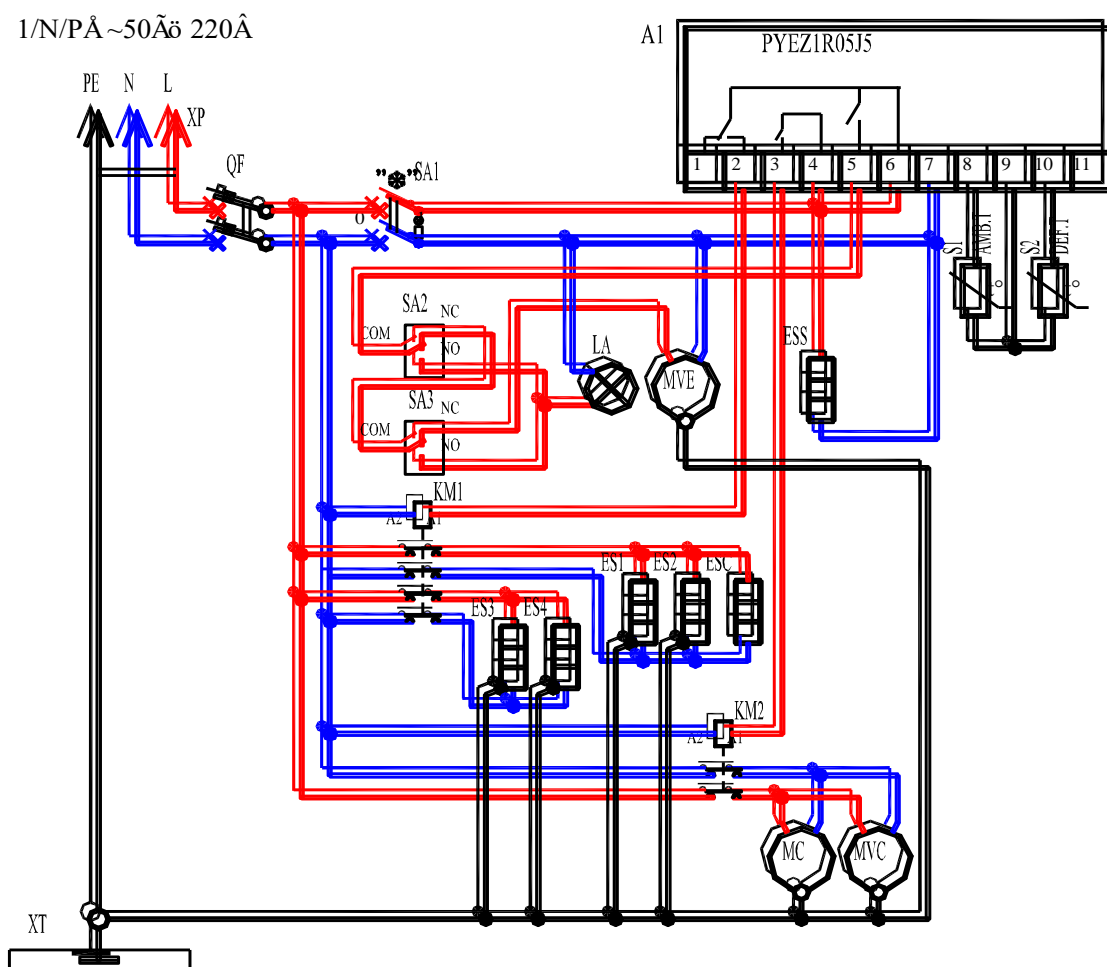 1/N/PÅ ~50Ãö 220Â
A1
PYEZ1R05J5
PE N L
XP
1 2 3 4 5 6 7 8 9 10 11
QF
"❄" SA1
O
S1
AMB.T
S2
DEF.T
SA2
NC
COM
NO
LA
MVE
ESS
SA3
NC
COM
NO
KM1
A2 A1
ES1 ES2 ESC
ES3 ES4
KM2
A2 A1
MC
MVC
XT